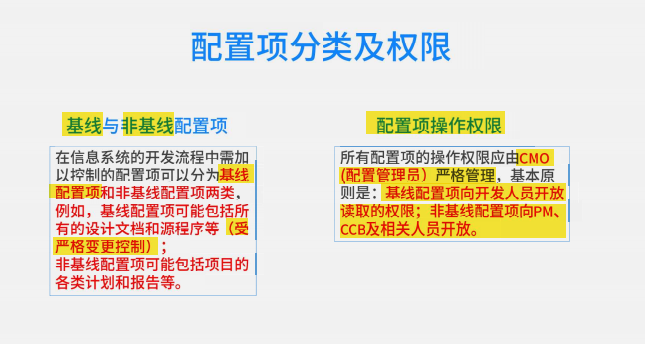 配置项分类及权限
基线与非基线配置项
在信息系统的开发流程中需加
以控制的配置项可以分为基线
配置项和非基线配置项两类，
例如，基线配置项可能包括所
有的设计文档和源程序等（受
严格变更控制）；
非基线配置项可能包括项目的
各类计划和报告等。
配置项操作权限
所有配置项的操作权限应由CMO
(配置管理员）严格管理，基本原
则是：基线配置项向开发人员开放
读取的权限；非基线配置项向PM、
CCB及相关人员开放。